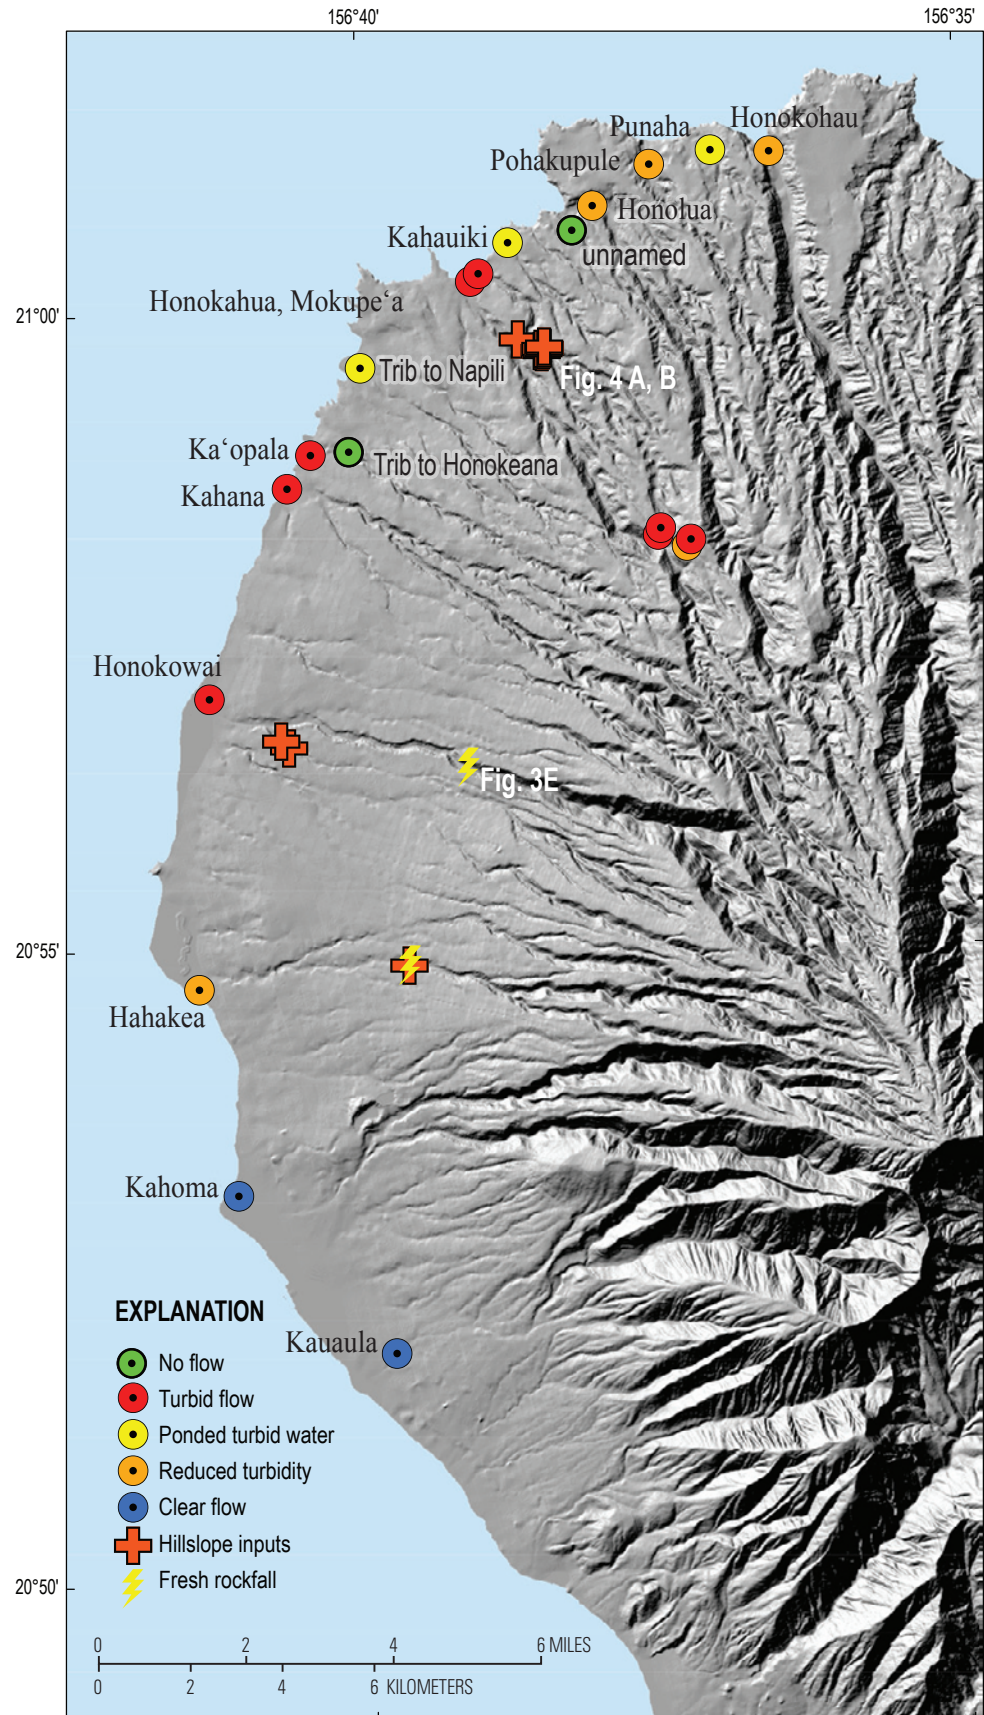 156°40'
156°35'
Honokohau
Punaha
Pohakupule
Honolua
Kahauiki
unnamed
Honokahua, Mokupe‘a
21°00'
Trib to Napili
Fig. 4 A, B
Ka‘opala
Trib to Honokeana
Kahana
Honokowai
Fig. 3E
20°55'
Hahakea
Kahoma
Kauaula
EXPLANATION
No flow
Turbid flow
Ponded turbid water
Reduced turbidity
Clear flow
Hillslope inputs
Fresh rockfall
20°50'
0 2 4 6 MILES
0 2 4 6 KILOMETERS